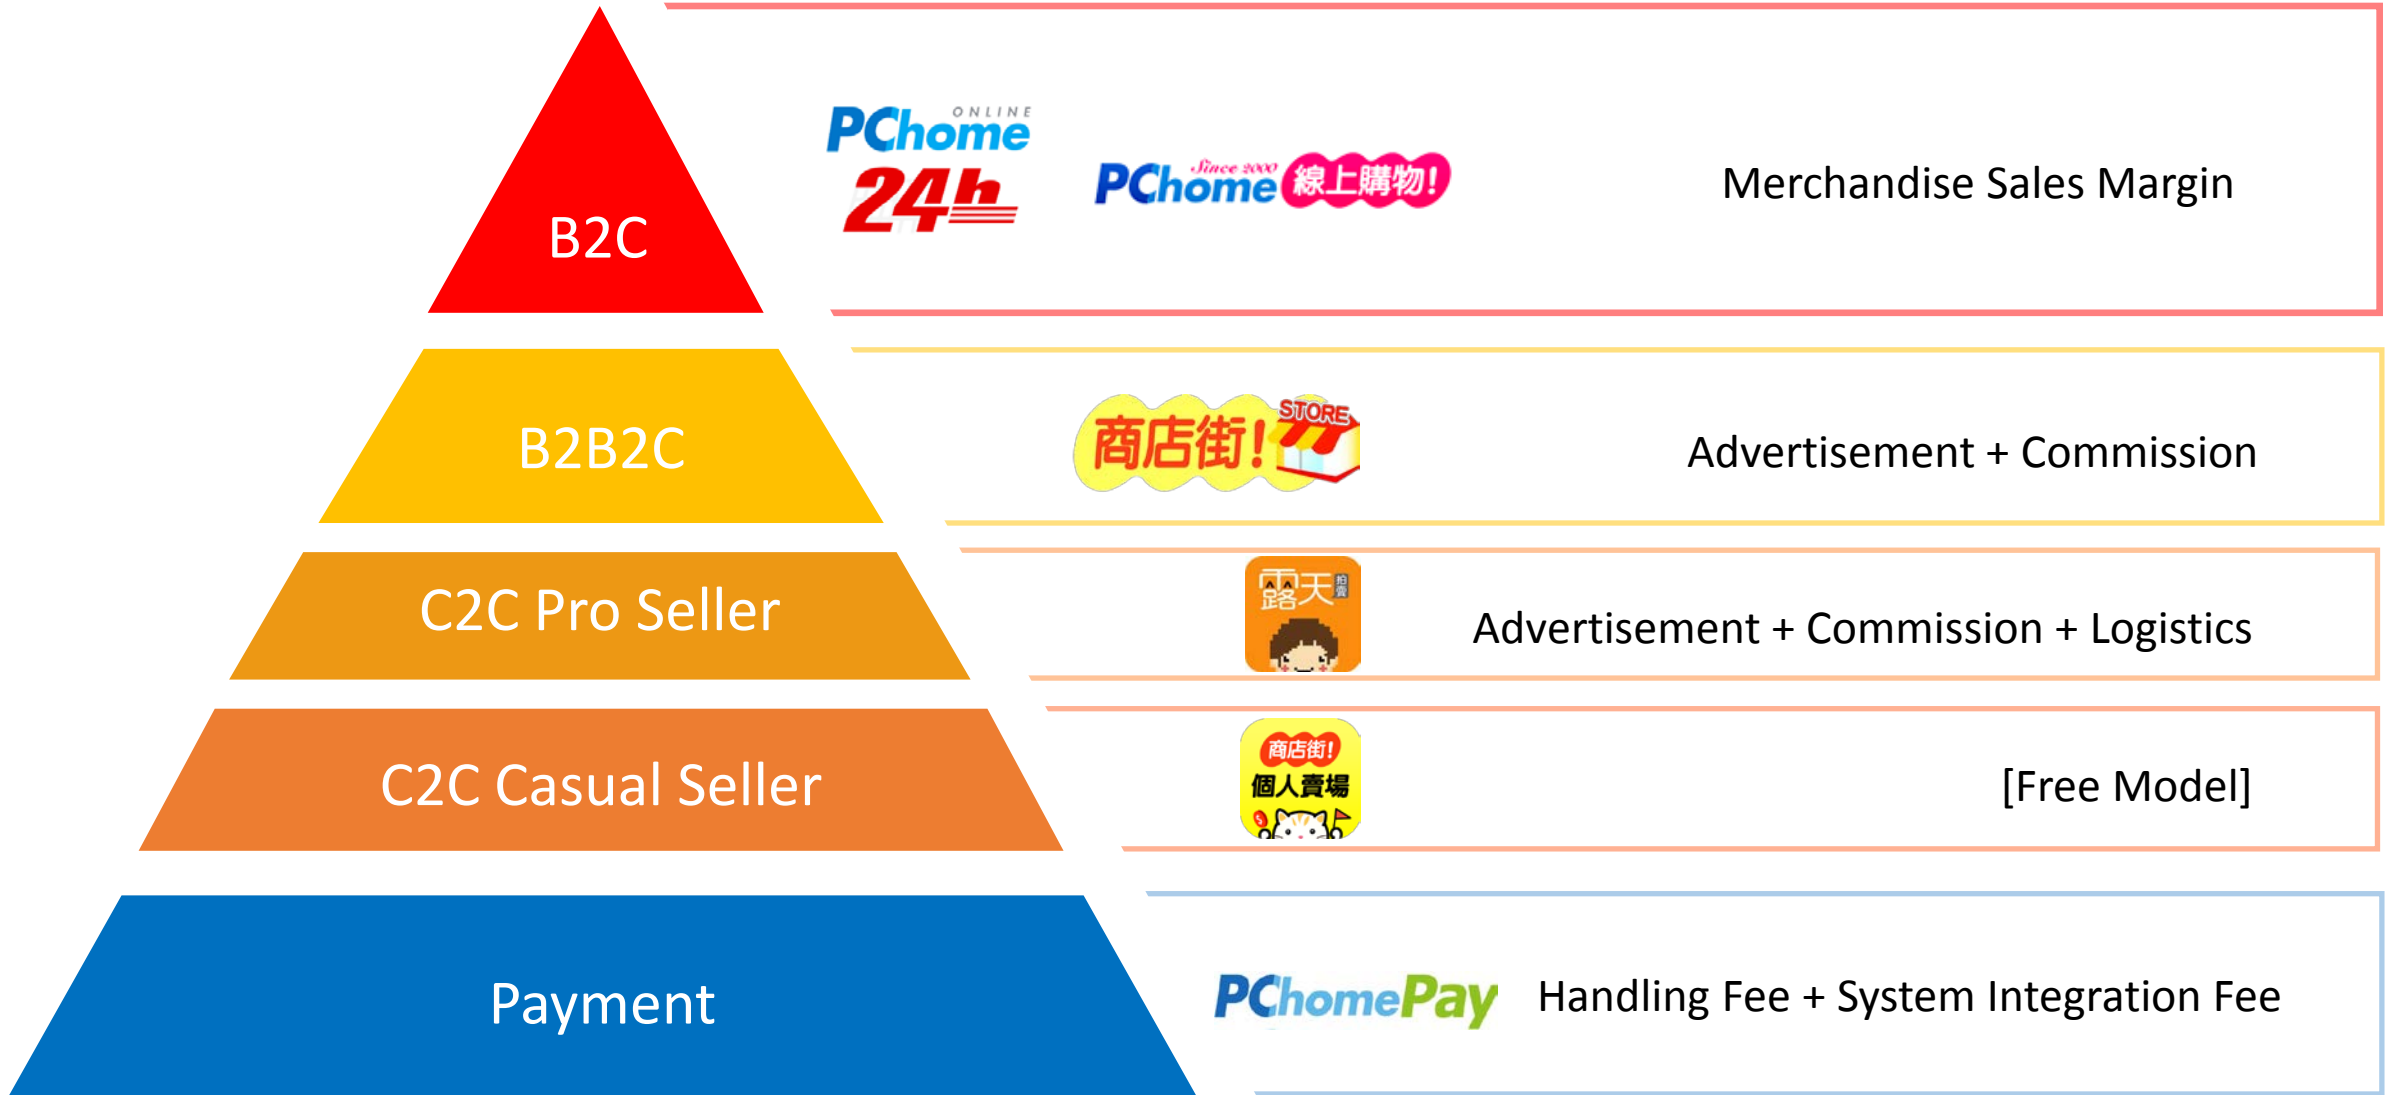 B2C
ONLINE
PChome
24h
Since 2000
PChome 線上購物!
Merchandise Sales Margin
B2B2C
商店街!
STORE
Advertisement + Commission
C2C Pro Seller
露天
拍賣
Advertisement + Commission + Logistics
C2C Casual Seller
商店街!
個人賣場
[Free Model]
Payment
PChomePay
Handling Fee + System Integration Fee